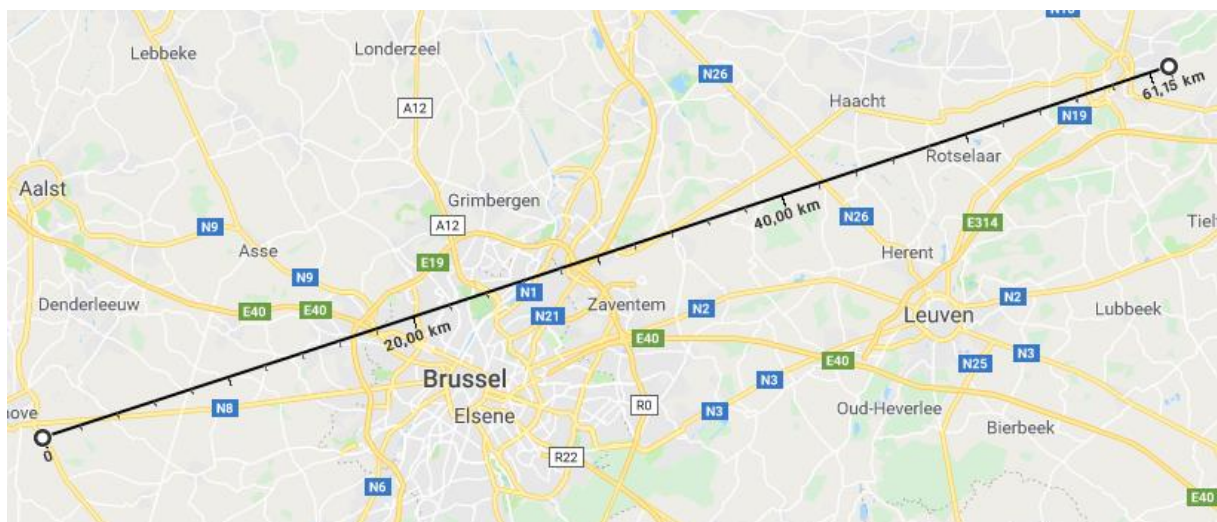 N10
Lebbeke
Londerzeel
N26
61,15 km
A12
Haacht
N19
Rotselaar
Aalst
Grimbergen
40,00 km
N26
E314
N9
A12
Tielt
Asse
E19
Herent
N9
N1
Denderleeuw
E40
E40
Zaventem
N2
N2
Lubbeek
N21
Leuven
20,00 km
E40
E40
N25
N3
Brussel
N3
nove
N8
Elsene
R0
N3
Oud-Heverlee
Bierbeek
0
R22
N6
E40